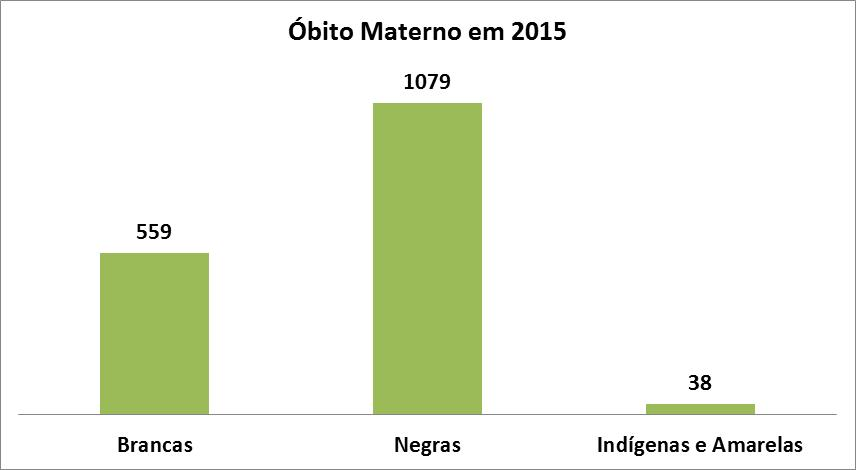 Óbito Materno em 2015
1079
559
38
Brancas
Negras
Indígenas e Amarelas